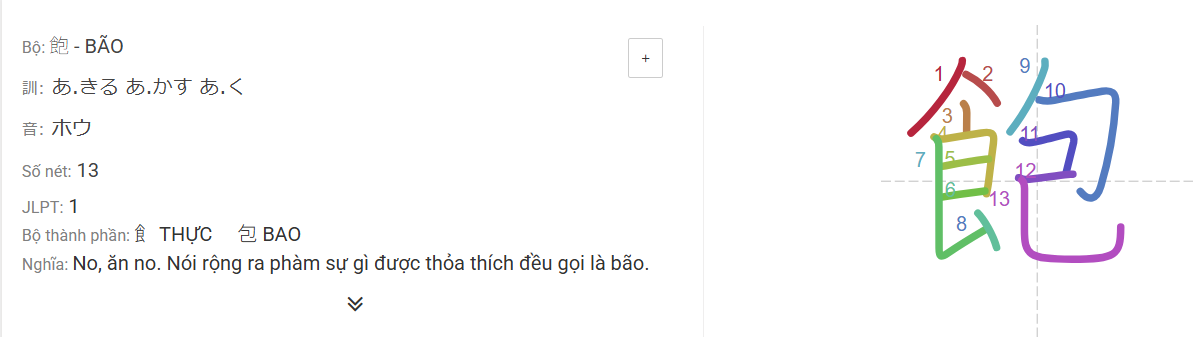 Bộ: 飽 - BÃO
+
訓: あ.きる あ.かす あ.く
音: ホウ
Số nét: 13
JLPT: 1
Bộ thành phần: 飠 THỰC 包 BAO
Nghĩa: No, ăn no. Nói rộng ra phàm sự gì được thỏa thích đều gọi là bão.
飽
1 2 9
10
3
4 11
7 5
12
6 13
8